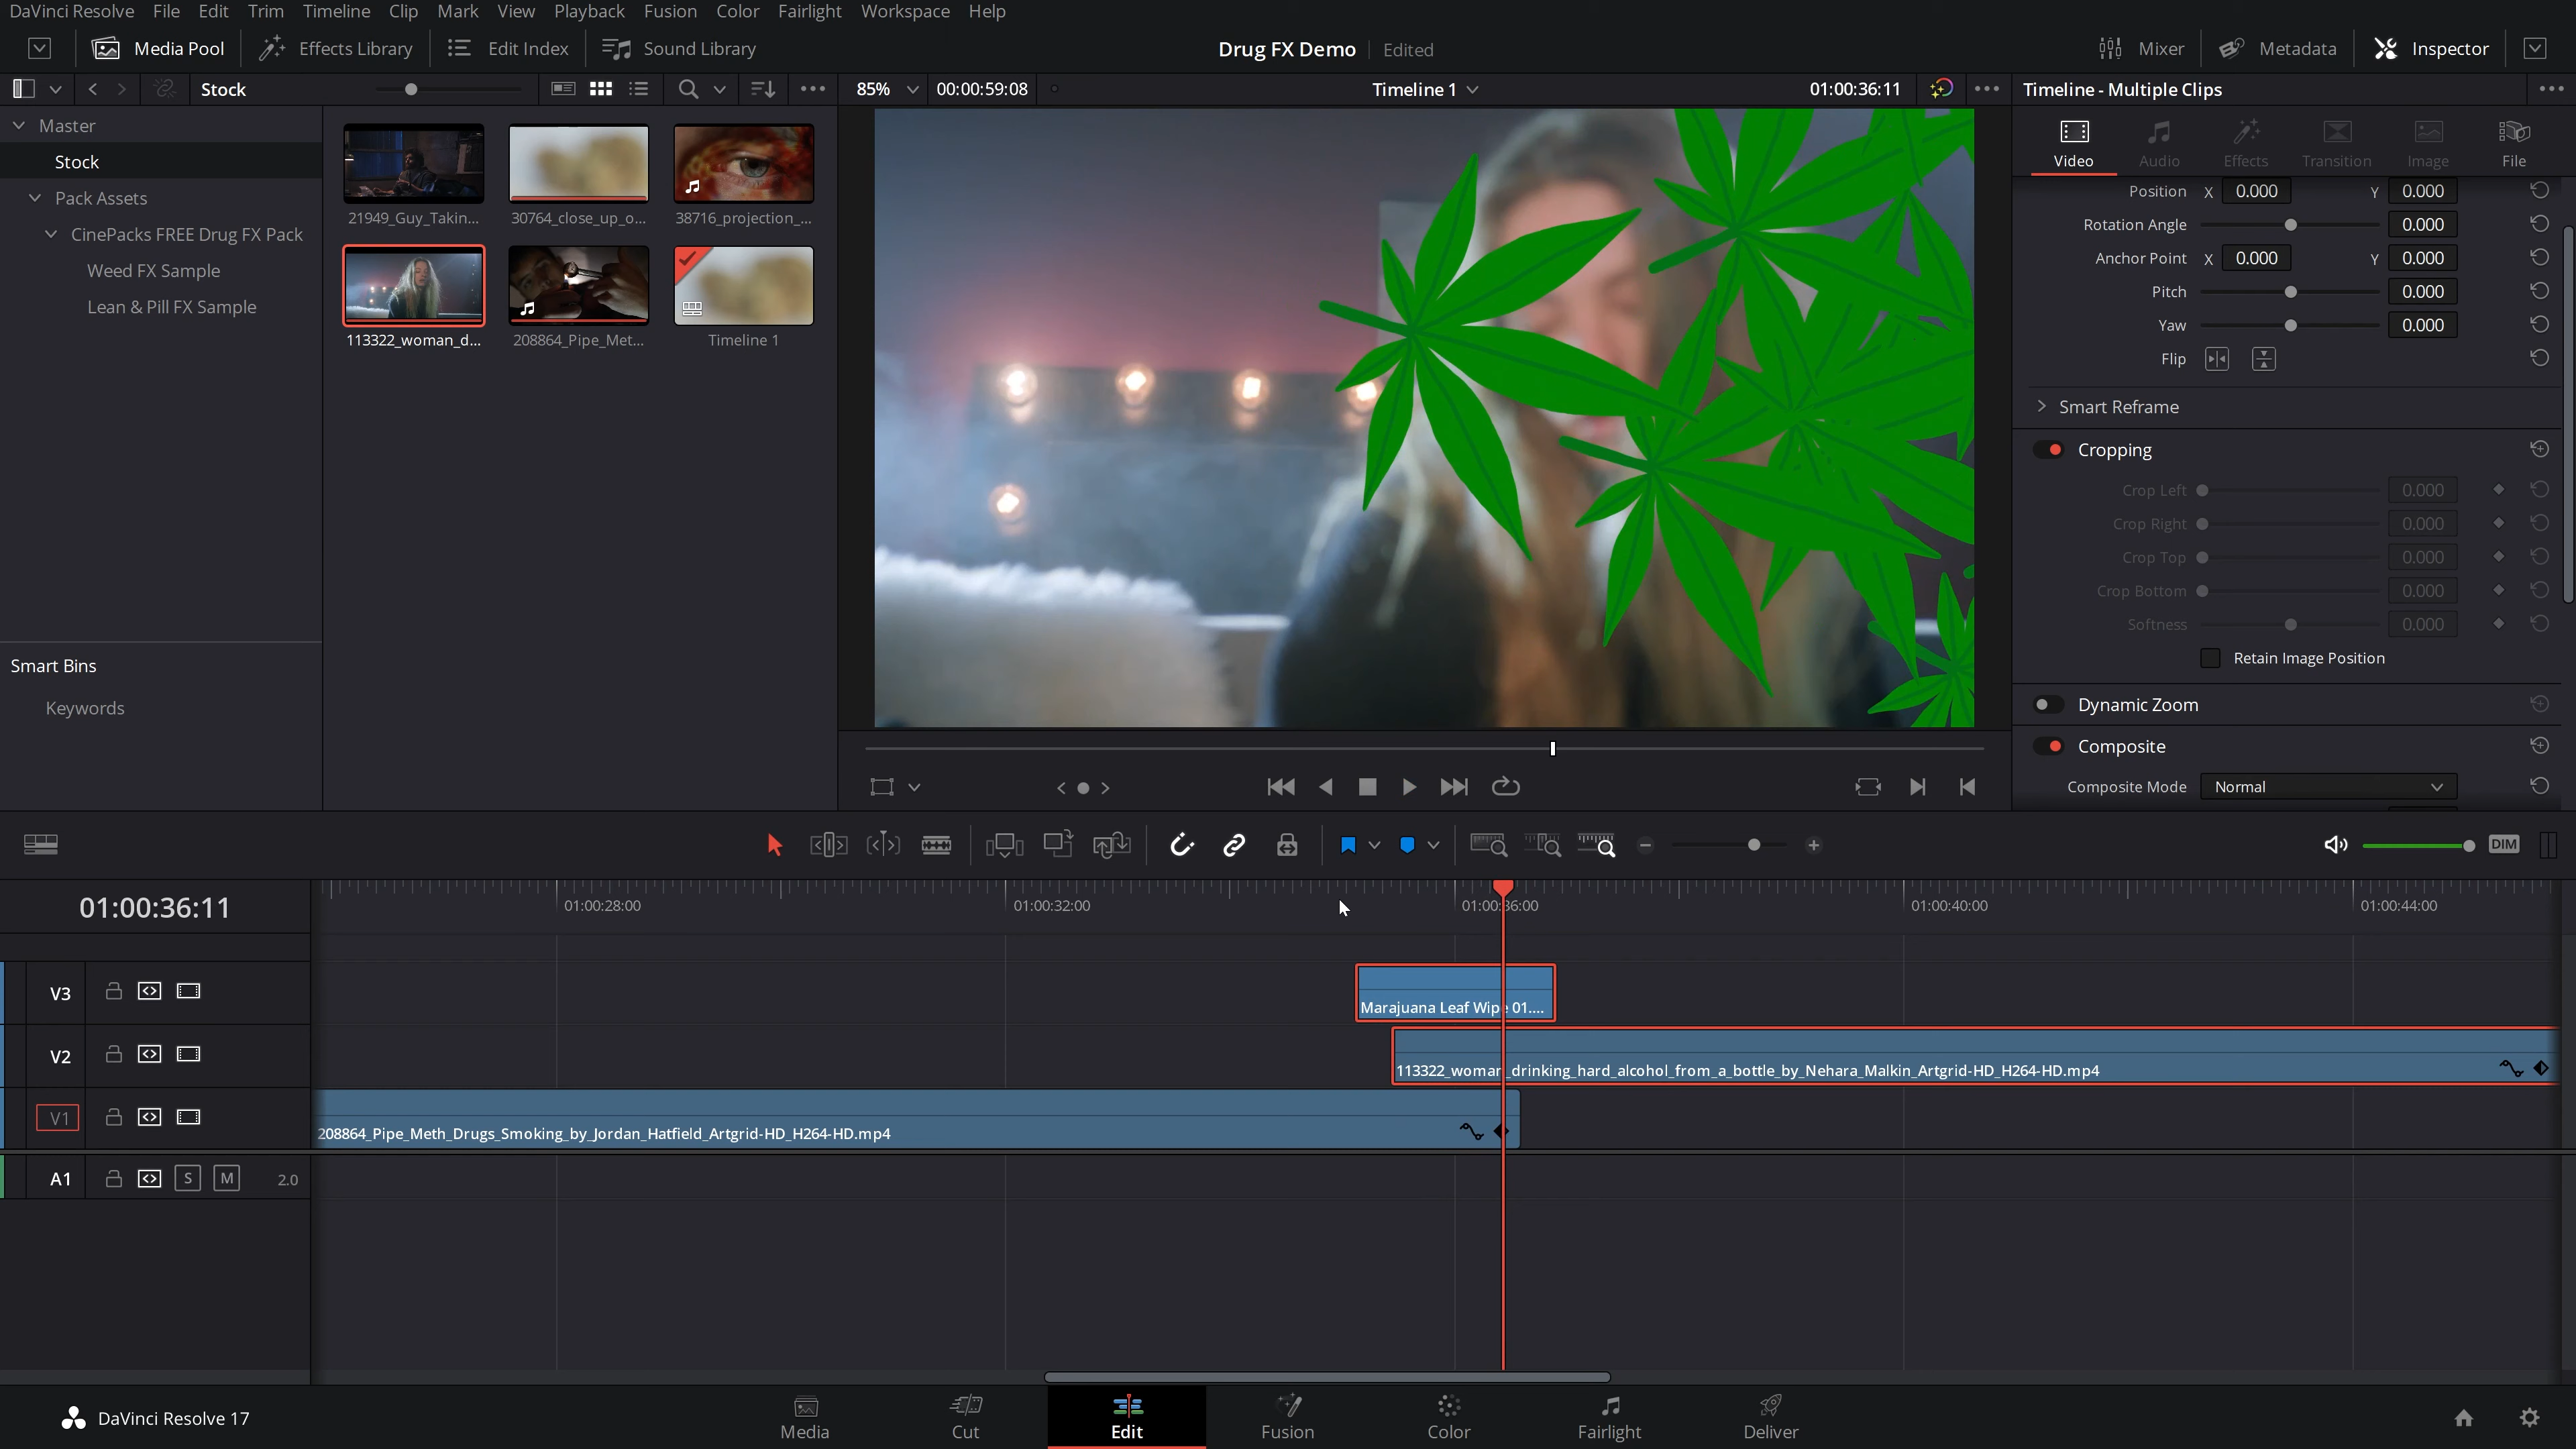 DaVinci Resolve File Edit Trim Timeline Clip Mark View Playback Fusion Color Fairlight Workspace Help
Media Pool Effects Library Edit Index Sound Library Drug FX Demo Edited Mixer Metadata Inspector
Stock 85% 00:00:59:08 Timeline 1 01:00:36:11 Timeline - Multiple Clips
Master
Stock
Pack Assets
CinePacks FREE Drug FX Pack
Weed FX Sample
Lean & Pill FX Sample
Smart Bins
Keywords
21949_Guy_Takin... 30764_close_up_o... 38716_projection_...
113322_woman_d... 208864_Pipe_Met... Timeline 1
Video Audio Effects Transition Image File
Position X 0.000 Y 0.000
Rotation Angle 0.000
Anchor Point X 0.000 Y 0.000
Pitch 0.000
Yaw 0.000
Flip
Smart Reframe
Cropping
Crop Left 0.000
Crop Right 0.000
Crop Top 0.000
Crop Bottom 0.000
Softness 0.000
Retain Image Position
Dynamic Zoom
Composite
Composite Mode Normal
DIM
01:00:36:11 01:00:28:00 01:00:32:00 01:00:36:00 01:00:40:00 01:00:44:00
V3 Marajuana Leaf Wipe 01....
V2 113322_woman_drinking_hard_alcohol_from_a_bottle_by_Nehara_Malkin_Artgrid-HD_H264-HD.mp4
V1 208864_Pipe_Meth_Drugs_Smoking_by_Jordan_Hatfield_Artgrid-HD_H264-HD.mp4
A1 S M 2.0
DaVinci Resolve 17 Media Cut Edit Fusion Color Fairlight Deliver